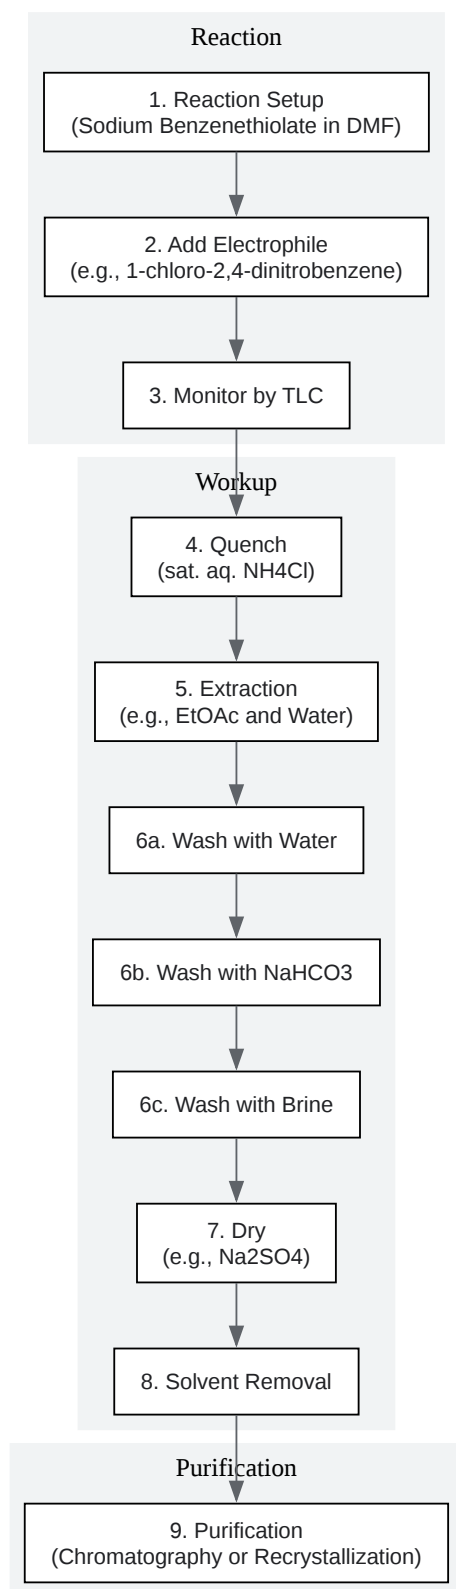 Reaction
1. Reaction Setup
(Sodium Benzenethiolate in DMF)
2. Add Electrophile
(e.g., 1-chloro-2,4-dinitrobenzene)
3. Monitor by TLC
Workup
4. Quench
(sat. aq. NH4Cl)
5. Extraction
(e.g., EtOAc and Water)
6a. Wash with Water
6b. Wash with NaHCO3
6c. Wash with Brine
7. Dry
(e.g., Na2SO4)
8. Solvent Removal
Purification
9. Purification
(Chromatography or Recrystallization)